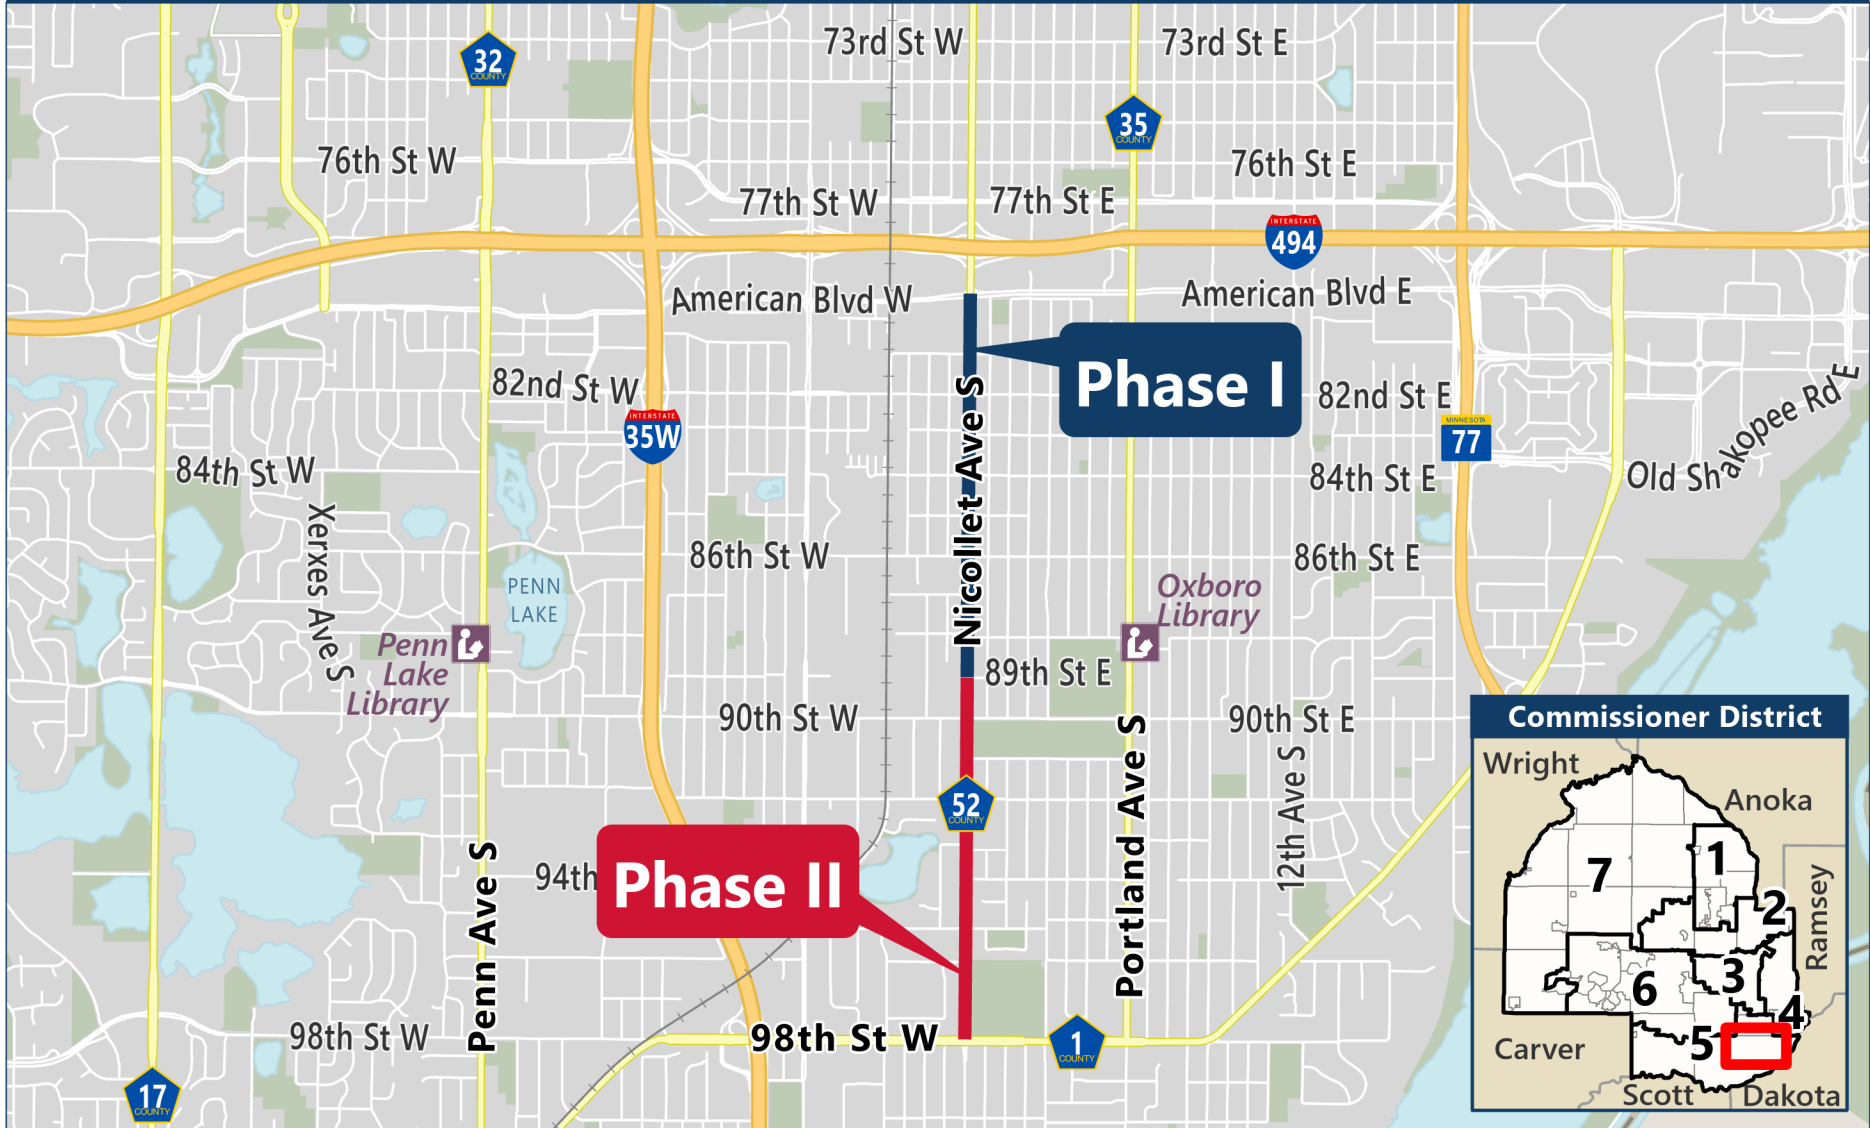 73rd St W
73rd St E
32
COUNTY
35
COUNTY
76th St W
76th St E
77th St W
77th St E
INTERSTATE
494
American Blvd W
American Blvd E
Phase I
82nd St W
82nd St E
INTERSTATE
35W
MINNESOTA
77
Nicollet Ave S
84th St W
84th St E
Old Shakopee Rd E
Xerxes Ave S
86th St W
86th St E
PENN
LAKE
Oxboro
Library
Penn
Lake
Library
89th St E
90th St W
90th St E
52
COUNTY
Portland Ave S
12th Ave S
Penn Ave S
94th
Phase II
98th St W
98th St W
1
COUNTY
17
COUNTY
Commissioner District
Wright
Anoka
7
1
2
Ramsey
3
6
4
5
Carver
Scott
Dakota